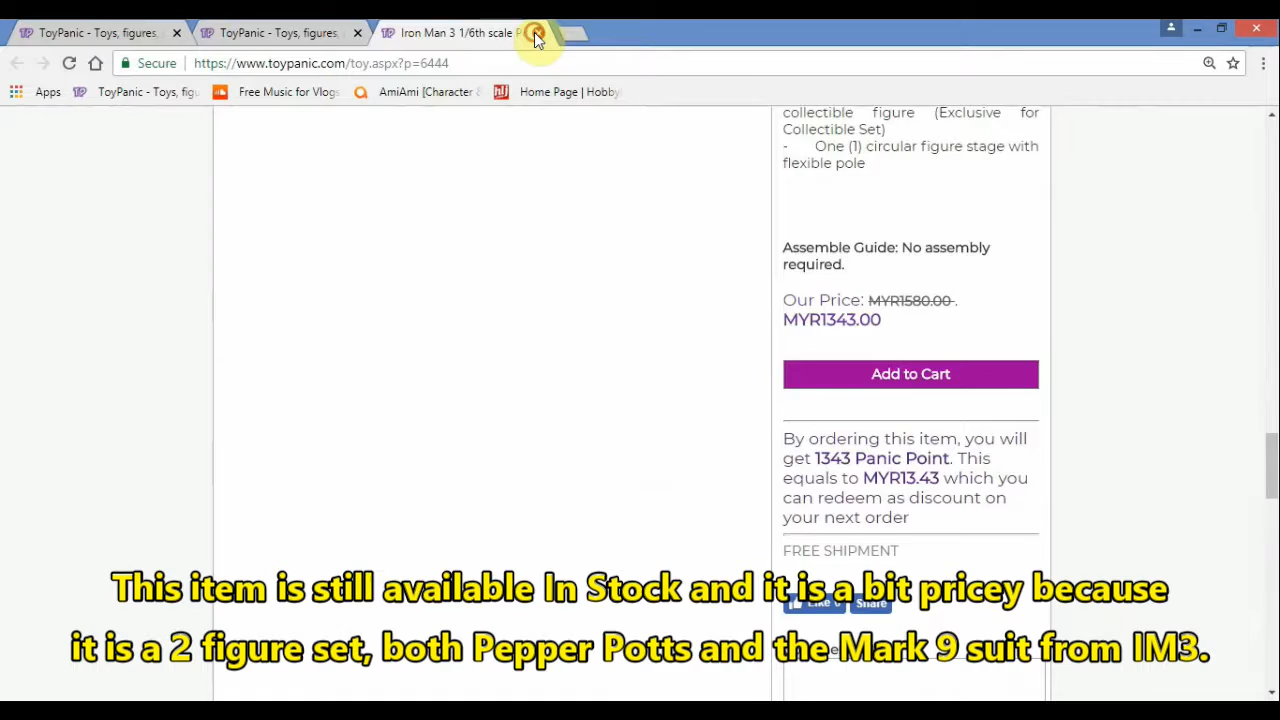 ToyPanic - Toys, figures,
ToyPanic - Toys, figures,
Iron Man 3 1/6th scale P
Secure
https://www.toypanic.com/toy.aspx?p=6444
Apps
ToyPanic - Toys, figu
Free Music for Vlogs
AmiAmi [Character &
Home Page | Hobby
collectible figure (Exclusive for
Collectible Set)
- One (1) circular figure stage with
flexible pole
Assemble Guide: No assembly
required.
Our Price: MYR1580.00 .
MYR1343.00
Add to Cart
By ordering this item, you will
get 1343 Panic Point. This
equals to MYR13.43 which you
can redeem as discount on
your next order
FREE SHIPMENT
Like 0
Share
This item is still available In Stock and it is a bit pricey because
it is a 2 figure set, both Pepper Potts and the Mark 9 suit from IM3.